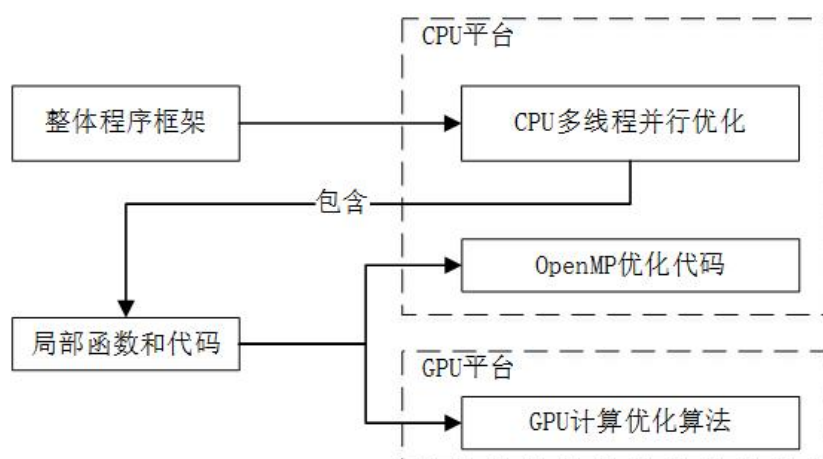 CPU平台
整体程序框架
CPU多线程并行优化
包含
OpenMP优化代码
局部函数和代码
GPU平台
GPU计算优化算法